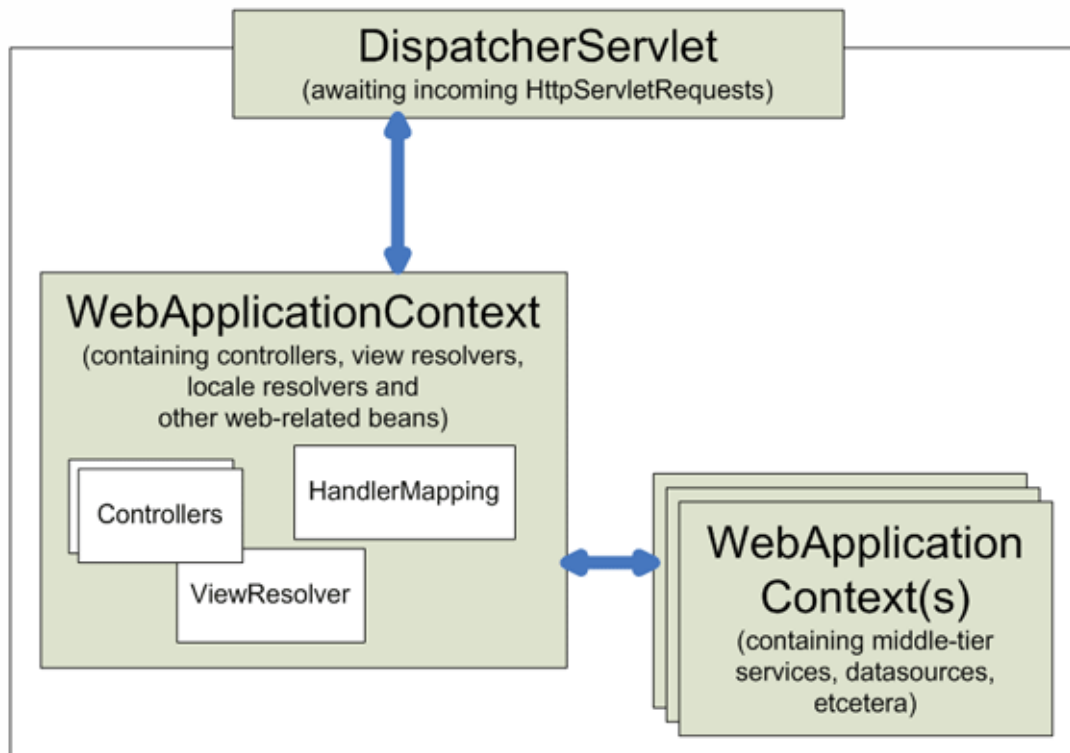 DispatcherServlet
(awaiting incoming HttpServletRequests)
WebApplicationContext
(containing controllers, view resolvers,
locale resolvers and
other web-related beans)
Controllers
HandlerMapping
ViewResolver
WebApplication
Context(s)
(containing middle-tier
services, datasources,
etcetera)